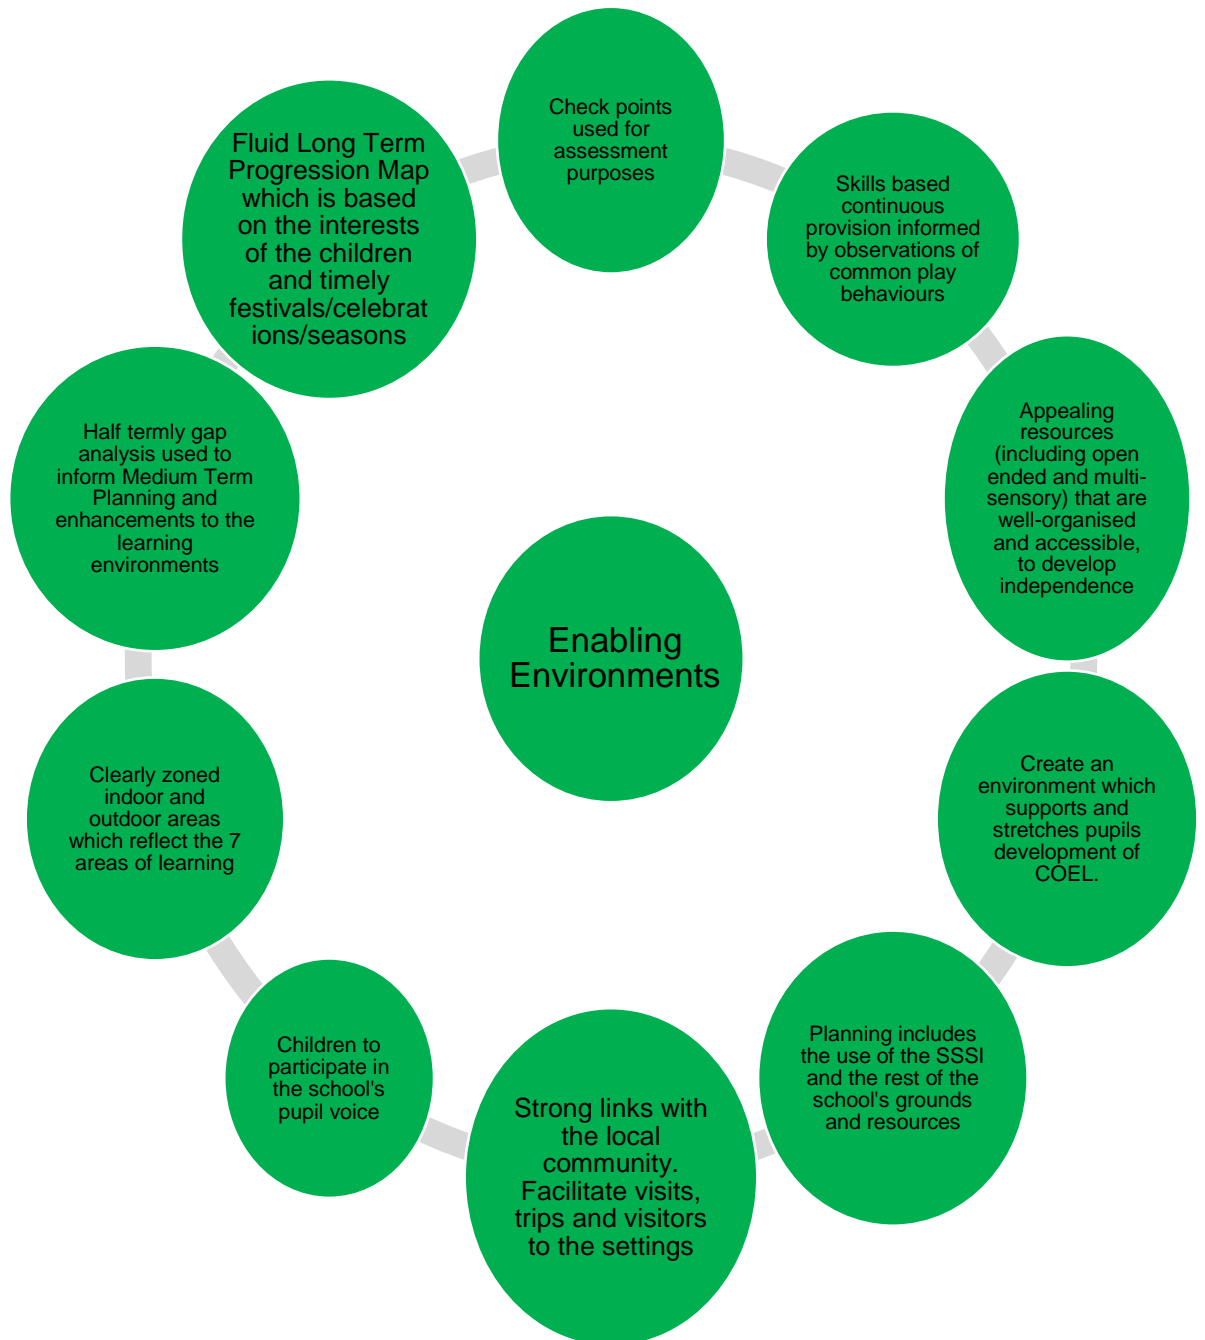 Check points
used for
assessment
purposes
Skills based
continuous
provision informed
by observations of
common play
behaviours
Appealing
resources
(including open
ended and multi-
sensory) that are
well-organised
and accessible,
to develop
independence
Create an
environment which
supports and
stretches pupils
development of
COEL.
Planning includes
the use of the SSSI
and the rest of the
school's grounds
and resources
Strong links with
the local
community.
Facilitate visits,
trips and visitors
to the settings
Children to
participate in
the school's
pupil voice
Clearly zoned
indoor and
outdoor areas
which reflect the 7
areas of learning
Half termly gap
analysis used to
inform Medium Term
Planning and
enhancements to the
learning
environments
Fluid Long Term
Progression Map
which is based
on the interests
of the children
and timely
festivals/celebrat
ions/seasons
Enabling
Environments